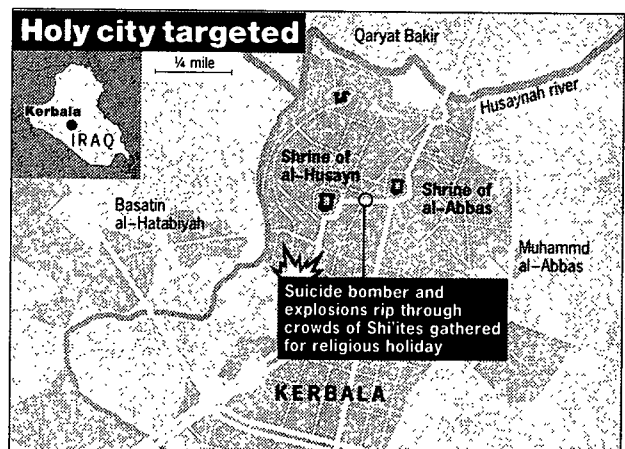 Holy city targeted
Qaryat Bakir
¼ mile
Husaynah river
Kerbala
IRAQ
Shrine of
al-Husayn
Shrine of
al-Abbas
Basatin
al-Hatabiyah
Muhammd
al-Abbas
Suicide bomber and
explosions rip through
crowds of Shi'ites gathered
for religious holiday
KERBALA